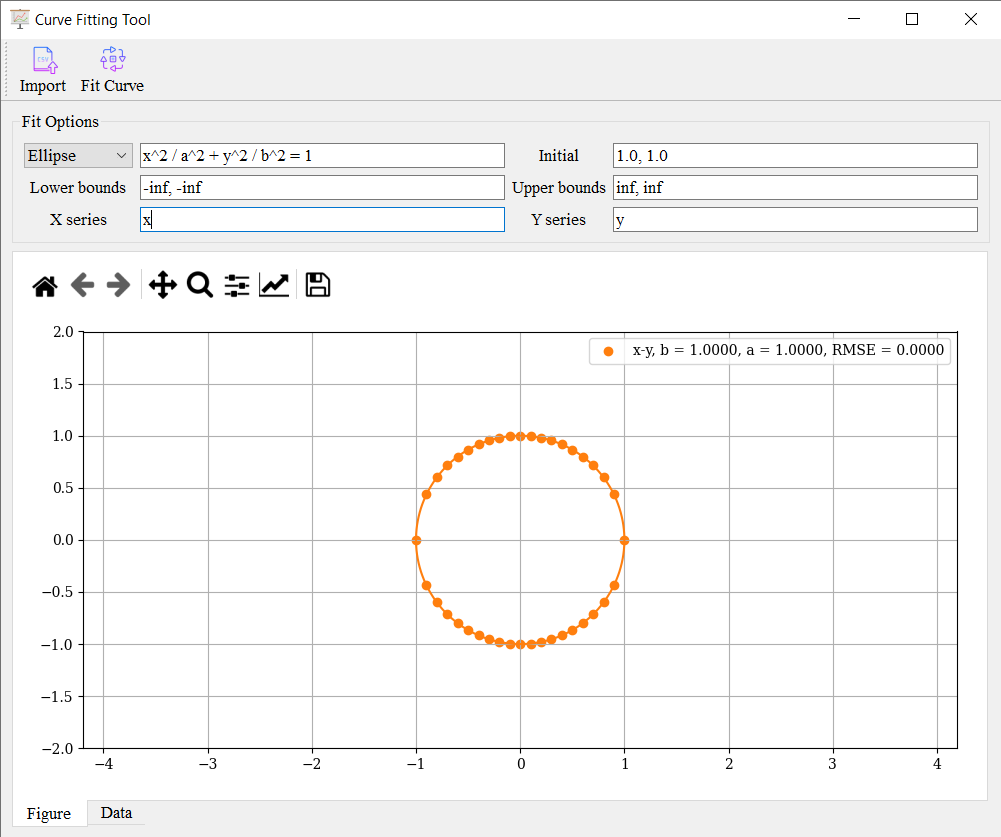 Curve Fitting Tool
CSV
Import Fit Curve
Fit Options
Ellipse x^2 / a^2 + y^2 / b^2 = 1 Initial 1.0, 1.0
Lower bounds -inf, -inf Upper bounds inf, inf
X series x Y series y
x-y, b = 1.0000, a = 1.0000, RMSE = 0.0000
2.0
1.5
1.0
0.5
0.0
−0.5
−1.0
−1.5
−2.0
−4 −3 −2 −1 0 1 2 3 4
Figure Data